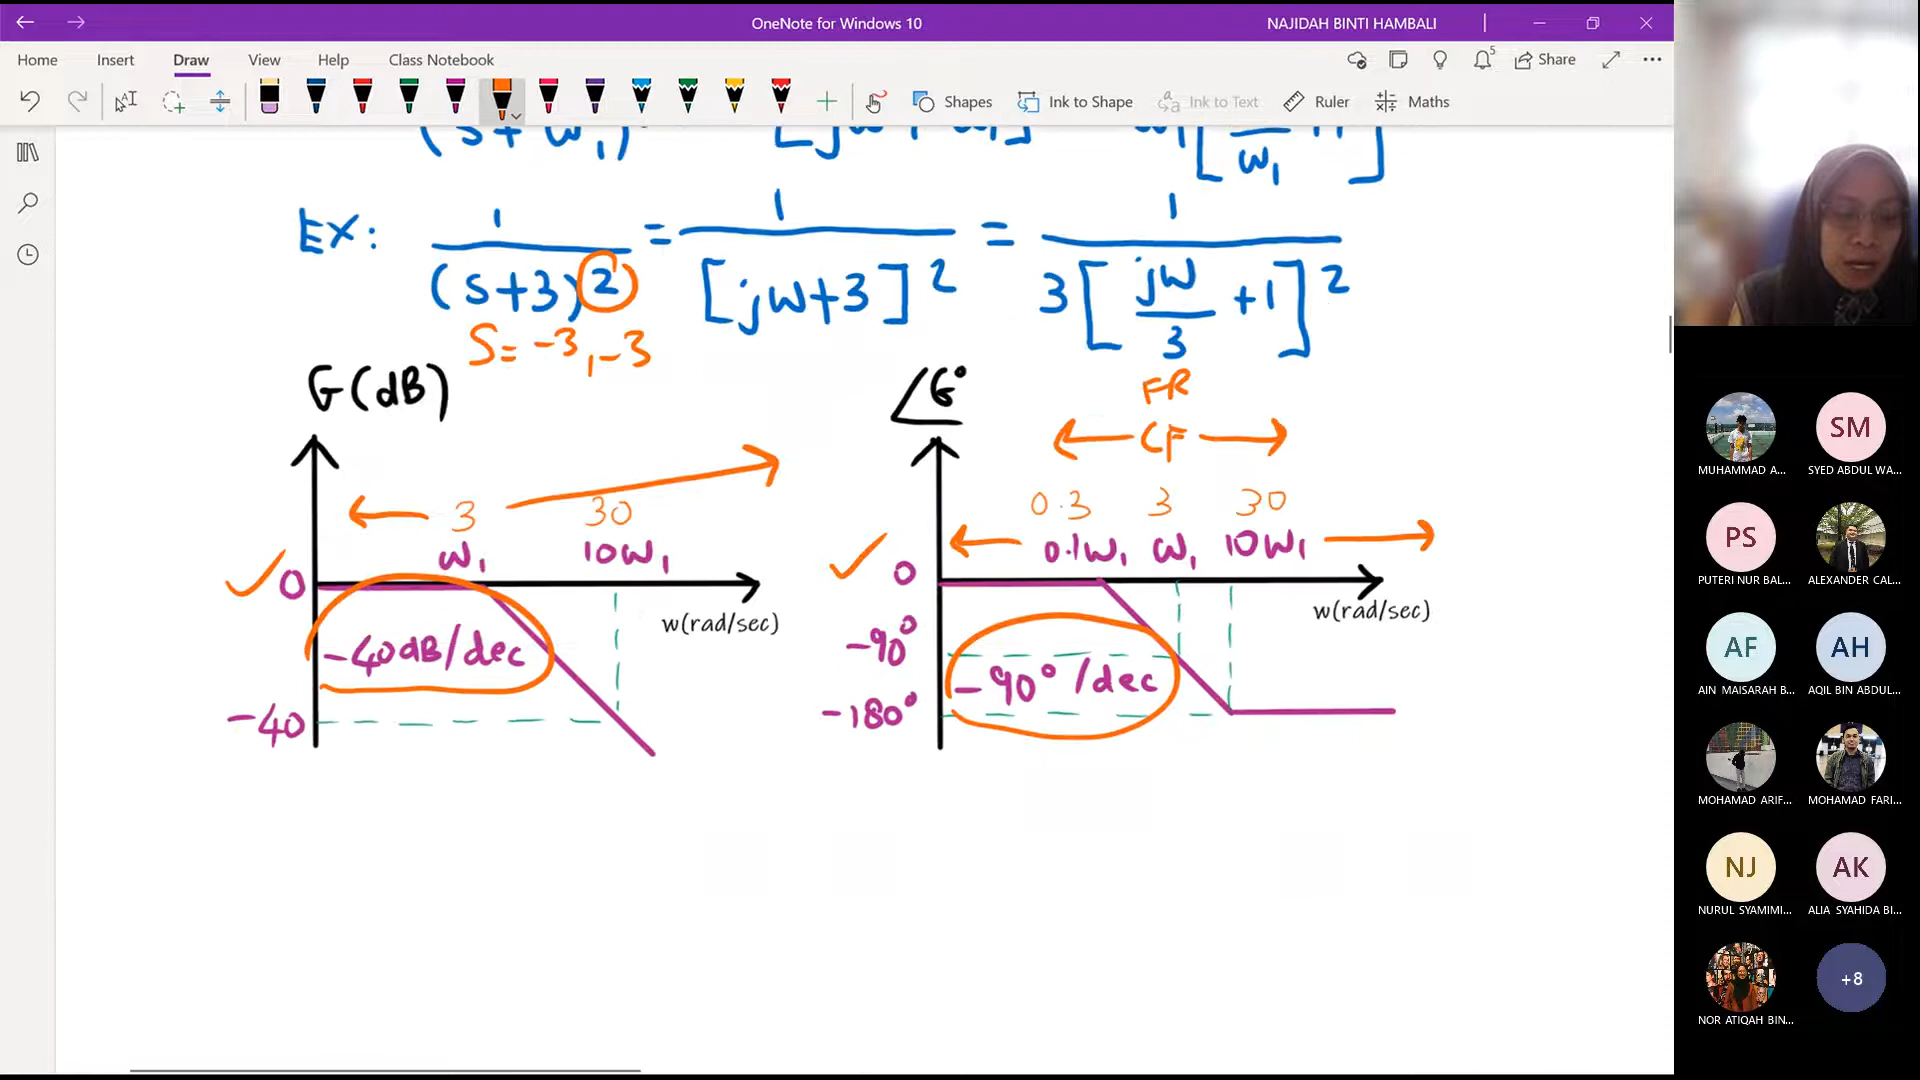 OneNote for Windows 10
NAJIDAH BINTI HAMBALI
Home Insert Draw View Help Class Notebook
5
Share
Shapes Ink to Shape Ink to Text Ruler Maths
(s+w₁)
w₁
EX: 1/(s+3)² = 1/[jw+3]² = 1/3[jw/3 +1]²
S = -3, -3
G(dB)
∠G°
FR
CF
3 30
0.3 3 30
w₁ 10w₁
0.1w₁ w₁ 10w₁
0
0
w(rad/sec)
w(rad/sec)
-40dB/dec
-90°
-90°/dec
-40
-180°
MUHAMMAD A...
SM
SYED ABDUL WA...
PS
PUTERI NUR BAL...
ALEXANDER CAL...
AF
AIN MAISARAH B...
AH
AQIL BIN ABDUL...
MOHAMAD ARIF...
MOHAMAD FARI...
NJ
NURUL SYAMIMI...
AK
ALIA SYAHIDA BI...
NOR ATIQAH BIN...
+8